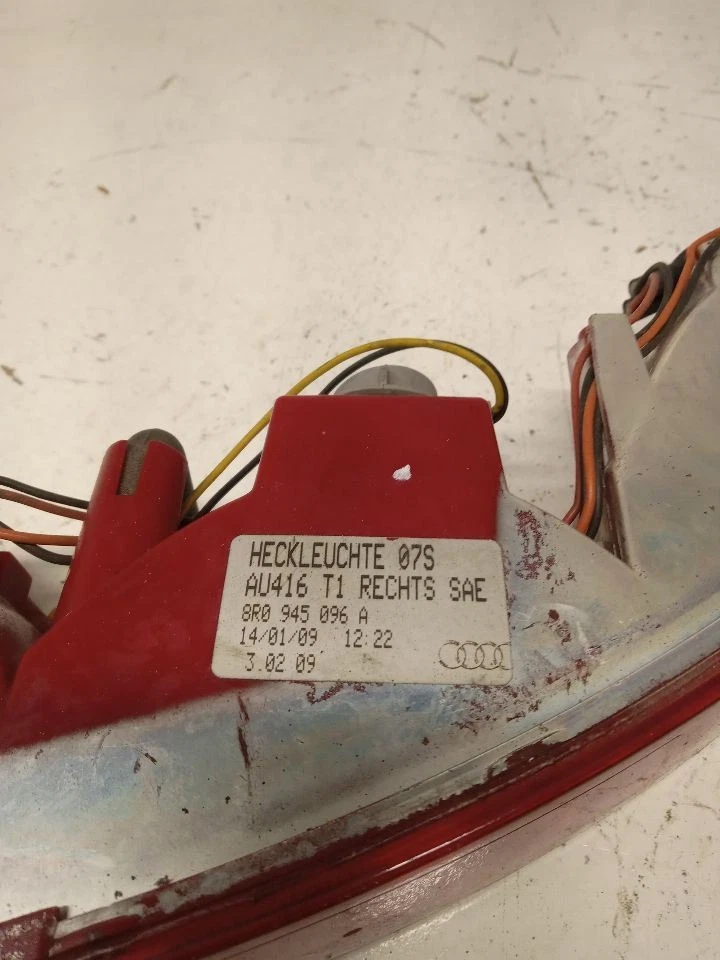 HECKLEUCHTE 07S
AU416 T1 RECHTS SAE
8R0 945 096 A
14/01/09 12:22
3.02 09